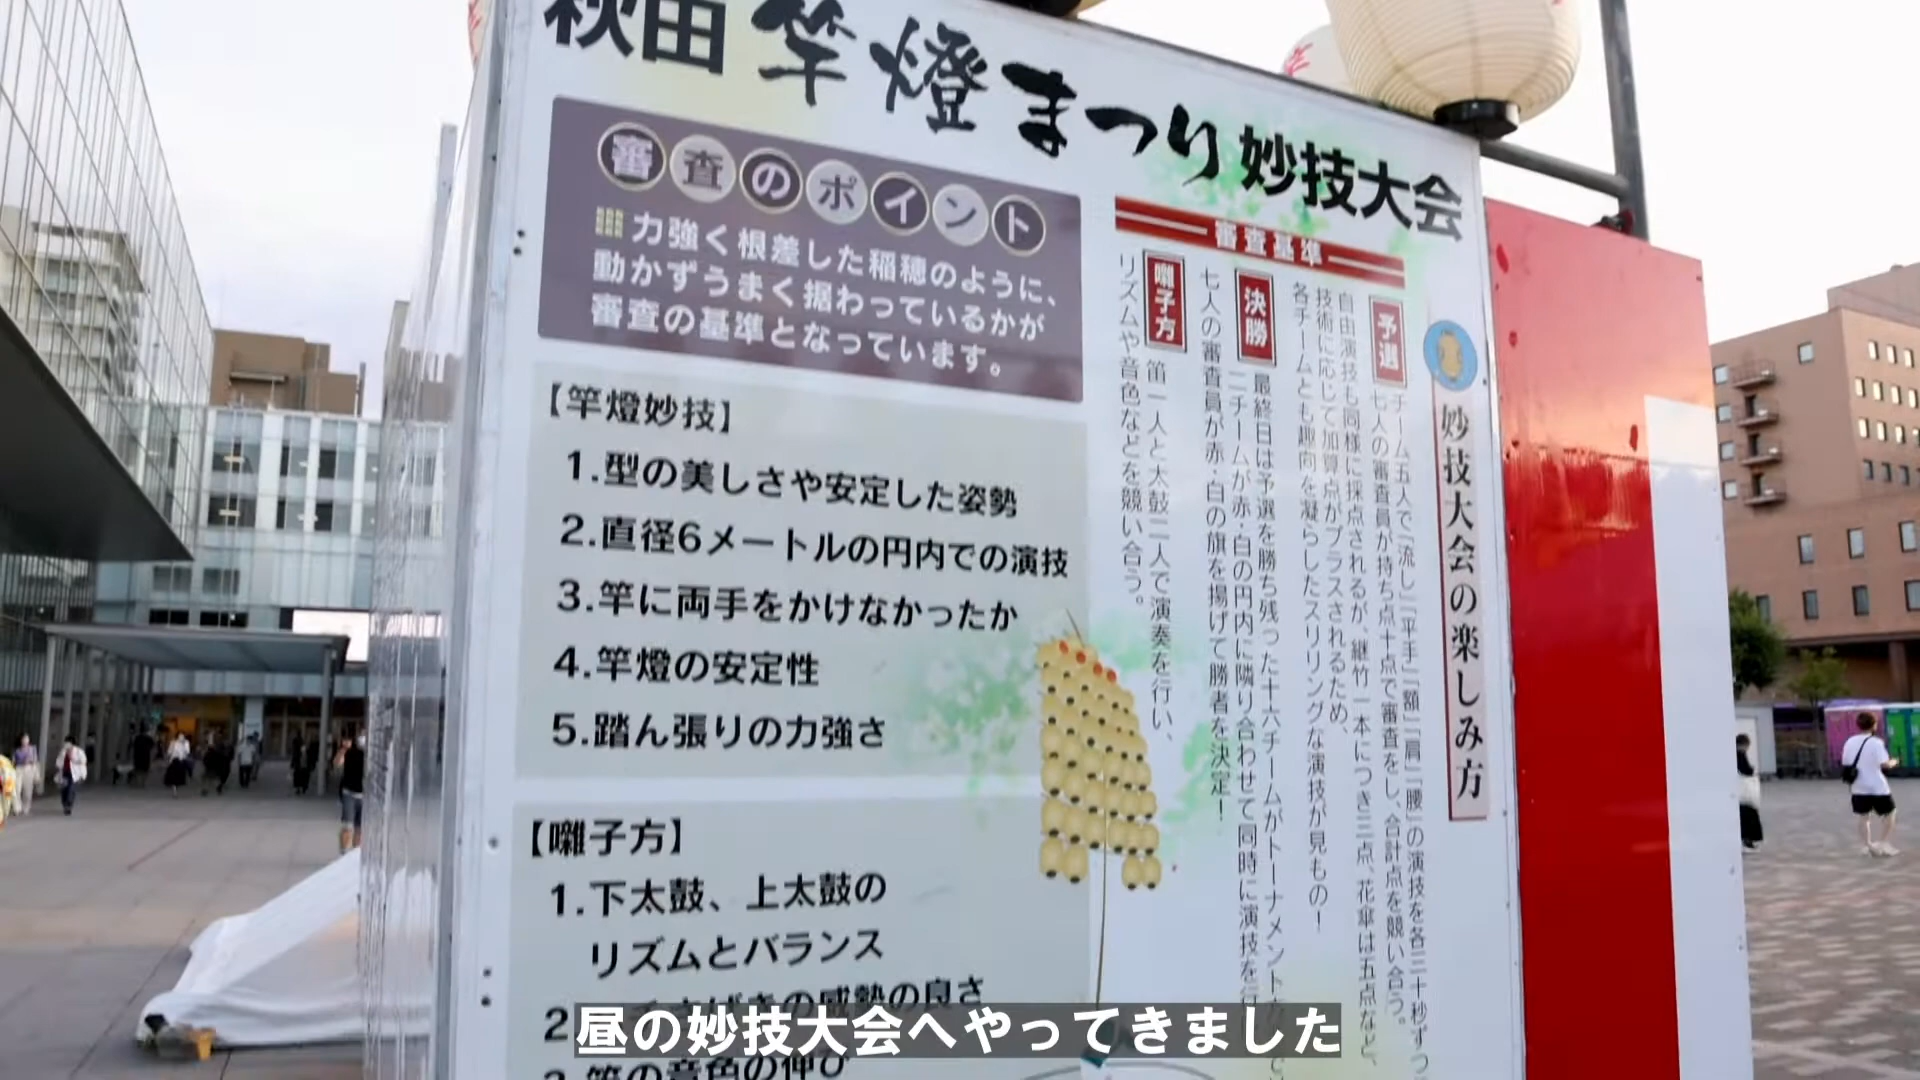 秋田竿燈まつり妙技大会
審査のポイント
力強く根差した稲穂のように、
動かずうまく据わっているかが
審査の基準となっています。
【竿燈妙技】
1.型の美しさや安定した姿勢
2.直径6メートルの円内での演技
3.竿に両手をかけなかったか
4.竿燈の安定性
5.踏ん張りの力強さ
【囃子方】
1.下太鼓、上太鼓の
リズムとバランス
妙技大会の楽しみ方
審査基準
予選
チーム五人で「流し」「平手」「額」「肩」「腰」の演技を各三十秒ずつ
七人の審査員が持ち点十点で審査をし、合計点を競い合う。
自由演技も同様に採点されるが、継竹一本につき三点、花傘は五点など、
技術に応じて加算点がプラスされるため、
各チームとも趣向を凝らしたスリリングな演技が見もの！
決勝
最終日は予選を勝ち残った十六チームがトーナメント
二チームが赤・白の円内に隣り合わせで同時に演技を
七人の審査員が赤・白の旗を揚げて勝者を決定！
囃子方
笛一人と太鼓二人で演奏を行い、
リズムや音色などを競い合う。
昼の妙技大会へやってきました